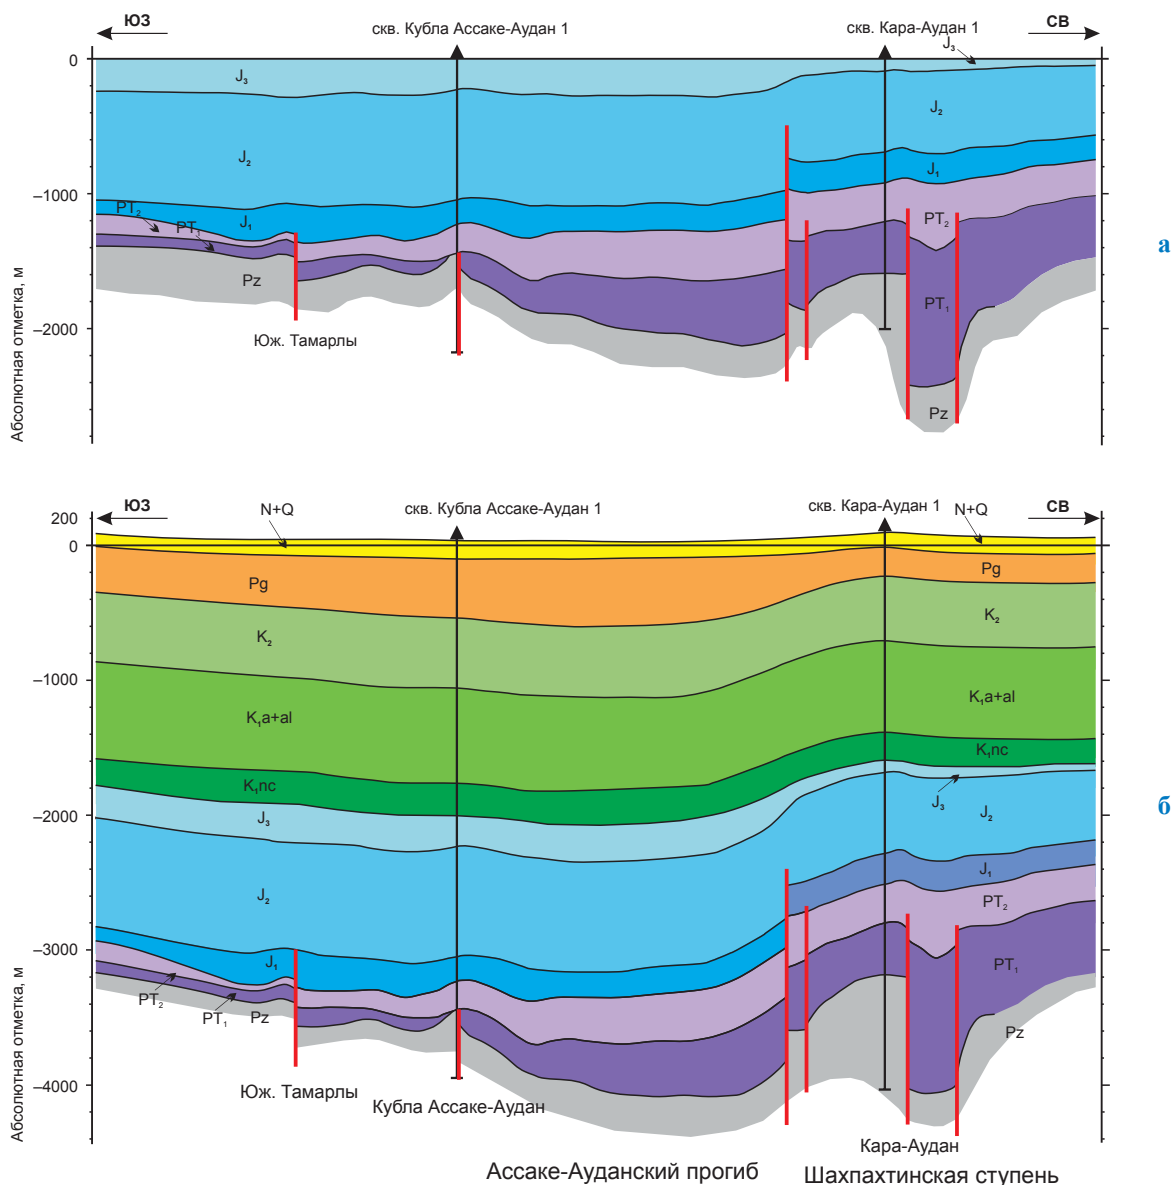 ЮЗ
скв. Кубла Ассаке-Аудан 1
скв. Кара-Аудан 1
СВ
J₃
0
J₃
J₂
J₂
–1000
J₁
PT₂
PT₁
J₁
PT₂
а
Pz
PT₁
–2000
Юж. Тамарлы
Pz
Абсолютная отметка, м
ЮЗ
N+Q
скв. Кубла Ассаке-Аудан 1
скв. Кара-Аудан 1
N+Q
СВ
200
0
Pg
Pg
K₂
K₂
–1000
K₁a+al
K₁a+al
K₁nc
K₁nc
–2000
J₃
J₃
J₂
б
J₂
J₁
PT₂
–3000
J₁
PT₁
PT₂
PT₁
Pz
Pz
–4000
Юж. Тамарлы
Кубла Ассаке-Аудан
Кара-Аудан
Абсолютная отметка, м
Ассаке-Ауданский прогиб
Шахпахтинская ступень